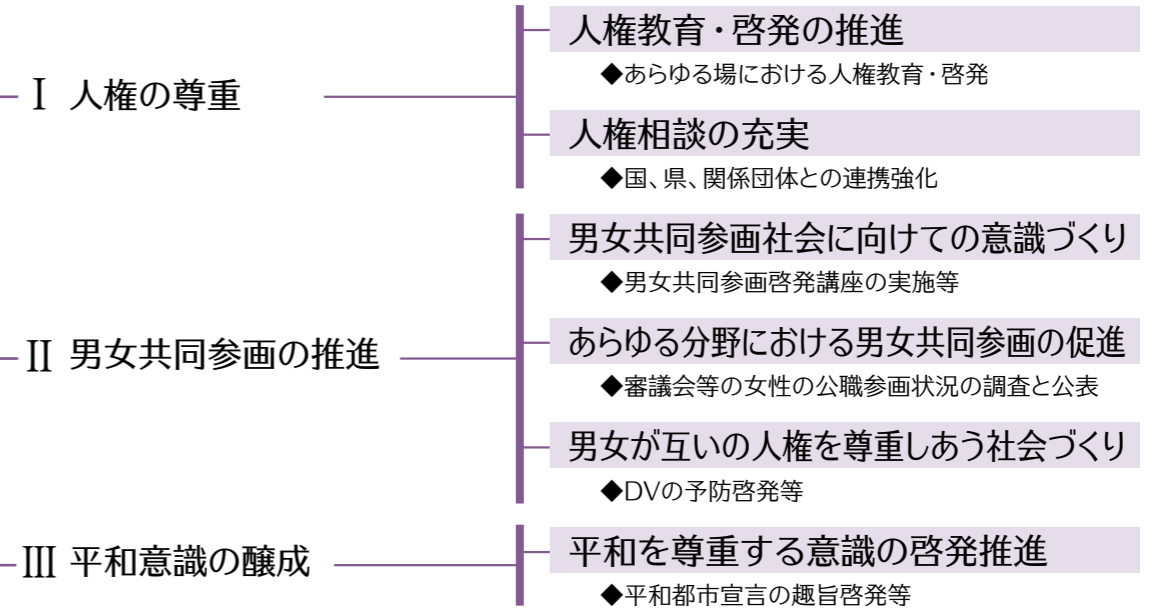 Ⅰ 人権の尊重
人権教育・啓発の推進
◆あらゆる場における人権教育・啓発
人権相談の充実
◆国、県、関係団体との連携強化
Ⅱ 男女共同参画の推進
男女共同参画社会に向けての意識づくり
◆男女共同参画啓発講座の実施等
あらゆる分野における男女共同参画の促進
◆審議会等の女性の公職参画状況の調査と公表
男女が互いの人権を尊重しあう社会づくり
◆DVの予防啓発等
Ⅲ 平和意識の醸成
平和を尊重する意識の啓発推進
◆平和都市宣言の趣旨啓発等